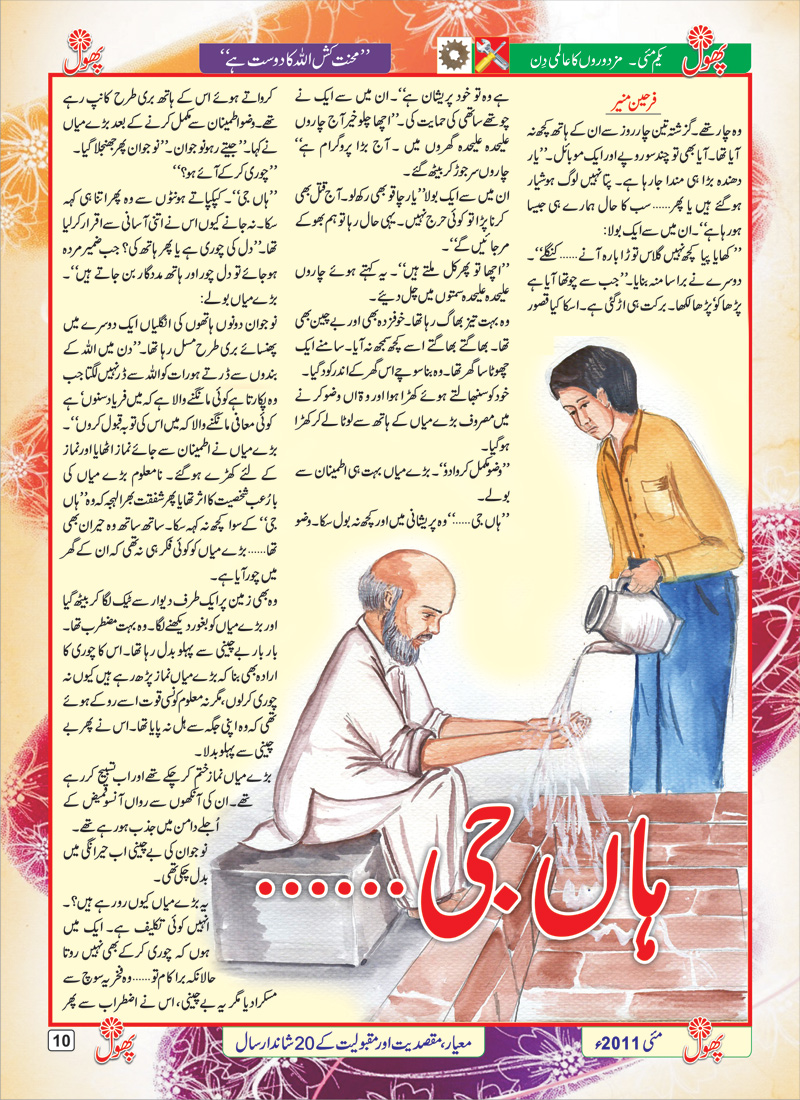 پھول
یکم مئی۔ مزدوروں کا عالمی دِن
’’محنت کش اللہ کا دوست ہے‘‘
پھول
فرحین منیر
وہ چار تھے۔ گزشتہ تین چار روز سے ان کے ہاتھ کچھ نہ
آیا تھا۔ آیا بھی تو چند سو روپے اور ایک موبائل۔ ’’یار
دھندہ بڑا ہی مندا جا رہا ہے۔ پتا نہیں لوگ ہوشیار
ہو گئے ہیں یا پھر...... سب کا حال ہمارے ہی جیسا
ہو رہا ہے‘‘۔ ان میں سے ایک بولا:
’’کھایا پیا کچھ نہیں گلاس توڑا بارہ آنے...... کنگلے‘‘۔
دوسرے نے برا سا منہ بنایا۔ ’’جب سے چوتھا آیا ہے
پڑھا کُو پڑھا لکھا۔ برکت ہی اڑ گئی ہے۔ اسکا کیا قصور
ہے وہ تو خود پریشان ہے‘‘۔ ان میں سے ایک نے
چوتھے ساتھی کی حمایت کی۔ ’’اچھا چلو خیر آج چاروں
علیحدہ علیحدہ گھروں میں۔ آج بڑا پروگرام ہے‘‘
چاروں سر جوڑ کر بیٹھ گئے۔
ان میں سے ایک بولا ’’یار چاقو بھی رکھ لو۔ آج قتل بھی
کرنا پڑا تو کوئی حرج نہیں۔ یہی حال رہا تو ہم بھوکے
مر جائیں گے‘‘۔
’’اچھا تو پھر کل ملتے ہیں‘‘۔ یہ کہتے ہوئے چاروں
علیحدہ علیحدہ سمتوں میں چل دیئے۔
وہ بہت تیز بھاگ رہا تھا۔ خوفزدہ بھی اور بے چین بھی
تھا۔ بھاگتے بھاگتے اسے کچھ سمجھ نہ آیا۔ سامنے ایک
چھوٹا سا گھر تھا۔ وہ بنا سوچے اس گھر کے اندر کود گیا۔
خود کو سنبھالتے ہوئے کھڑا ہوا اور وہاں وضو کرنے
میں مصروف بڑے میاں کے ہاتھ سے لوٹا لے کر کھڑا
ہو گیا۔
’’وضو مکمل کروا دو‘‘۔ بڑے میاں بہت ہی اطمینان سے
بولے۔
’’ہاں جی......‘‘ وہ پریشانی میں اور کچھ نہ بول سکا۔ وضو
کرواتے ہوئے اس کے ہاتھ بری طرح کانپ رہے
تھے۔ وضو اطمینان سے مکمل کرنے کے بعد بڑے میاں
نے کہا۔ ’’جیتے رہو نوجوان۔‘‘ نوجوان پھر جھنجلا گیا۔
’’چوری کر کے آئے ہو؟‘‘
’’ہاں جی‘‘۔ کپکپاتے ہونٹوں سے وہ پھر اتنا ہی کہہ
سکا۔ نہ جانے کیوں اس نے اتنی آسانی سے اقرار کر لیا
تھا۔ ’’دل کی چوری ہے یا پھر ہاتھ کی؟ جب ضمیر مردہ
ہو جائے تو دل چور اور ہاتھ مددگار بن جاتے ہیں‘‘۔
بڑے میاں بولے:
نوجوان دونوں ہاتھوں کی انگلیاں ایک دوسرے میں
پھنسائے بری طرح مسل رہا تھا۔ ’’دن میں اللہ کے
بندوں سے ڈرتے ہو رات کو اللہ سے ڈر نہیں لگتا جب
وہ پکارتا ہے کوئی مانگنے والا ہے کہ میں فریاد سنوں‘ ہے
کوئی معافی مانگنے والا کہ میں اس کی توبہ قبول کروں‘‘۔
بڑے میاں نے اطمینان سے جائے نماز اٹھایا اور نماز
کے لئے کھڑے ہو گئے۔ نامعلوم بڑے میاں کی
بارُعب شخصیت کا اثر تھا یا پھر شفقت بھرا لہجہ کہ وہ ’’ہاں
جی‘‘ کے سوا کچھ نہ کہہ سکا۔ ساتھ ساتھ وہ حیران بھی
تھا...... بڑے میاں کو کوئی فکر ہی نہ تھی کہ ان کے گھر
میں چور آیا ہے۔
وہ بھی زمین پر ایک طرف دیوار سے ٹیک لگا کر بیٹھ گیا
اور بڑے میاں کو بغور دیکھنے لگا۔ وہ بہت مضطرب تھا۔
بار بار بے چینی سے پہلو بدل رہا تھا۔ اس کا چوری کا
ارادہ بھی بنا کہ بڑے میاں نماز پڑھ رہے ہیں کیوں نہ
چوری کر لوں، مگر نہ معلوم کونسی قوت اسے روکے ہوئے
تھی کہ وہ اپنی جگہ سے ہل نہ پایا تھا۔ اس نے پھر بے
چینی سے پہلو بدلا۔
بڑے میاں نماز ختم کر چکے تھے اور اب تسبیح کر رہے
تھے۔ ان کی آنکھوں سے رواں آنسو قمیض کے
اُجلے دامن میں جذب ہو رہے تھے۔
نوجوان کی بے چینی اب حیرانگی میں
بدل چکی تھی۔
یہ بڑے میاں کیوں رو رہے ہیں؟۔
انہیں کوئی تکلیف ہے۔ ایک میں
ہوں کہ چوری کر کے بھی نہیں روتا
حالانکہ برا کام تو...... وہ فخریہ سوچ سے
مسکرا دیا مگر یہ بے چینی، اس نے اضطراب سے پھر
ہاں جی......
پھول
مئی 2011ء
معیار، مقصدیت اور مقبولیت کے 20 شاندار سال
پھول
10